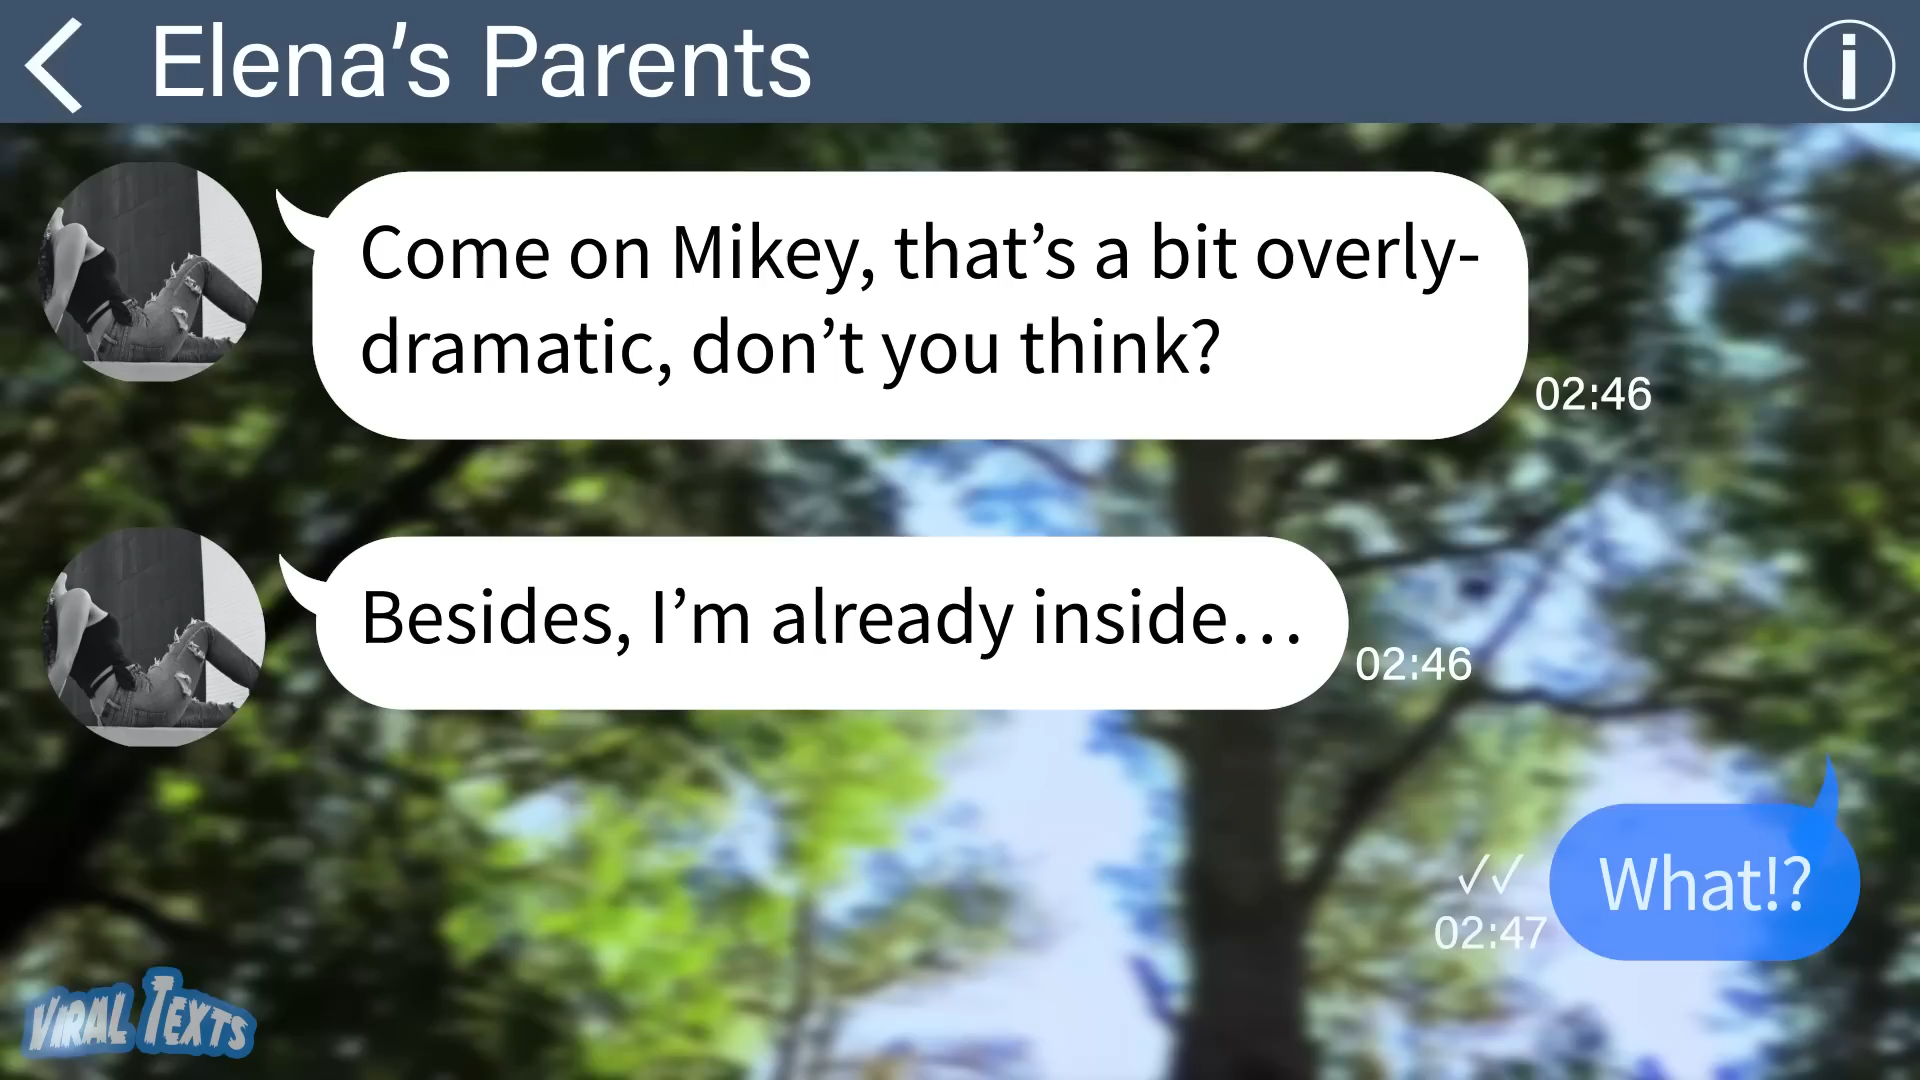 Elena’s Parents
Come on Mikey, that’s a bit overly-
dramatic, don’t you think?
02:46
Besides, I’m already inside…
02:46
What!?
02:47
VIRAL TEXTS